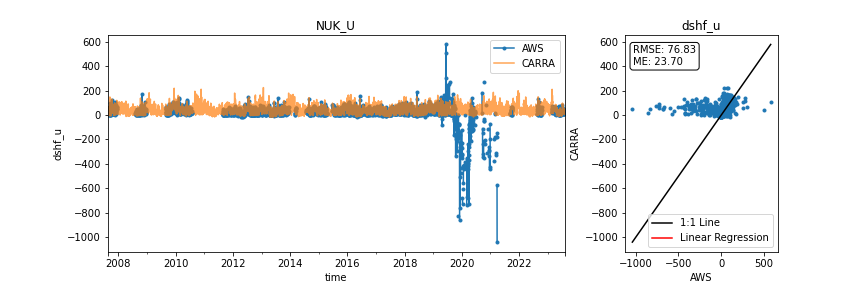 NUK_U
dshf_u
600
400
200
0
−200
−400
−600
−800
−1000
dshf_u
AWS
CARRA
2008
2010
2012
2014
2016
2018
2020
2022
time
600
400
200
0
−200
−400
−600
−800
−1000
CARRA
RMSE: 76.83
ME: 23.70
1:1 Line
Linear Regression
−1000
−500
0
500
AWS